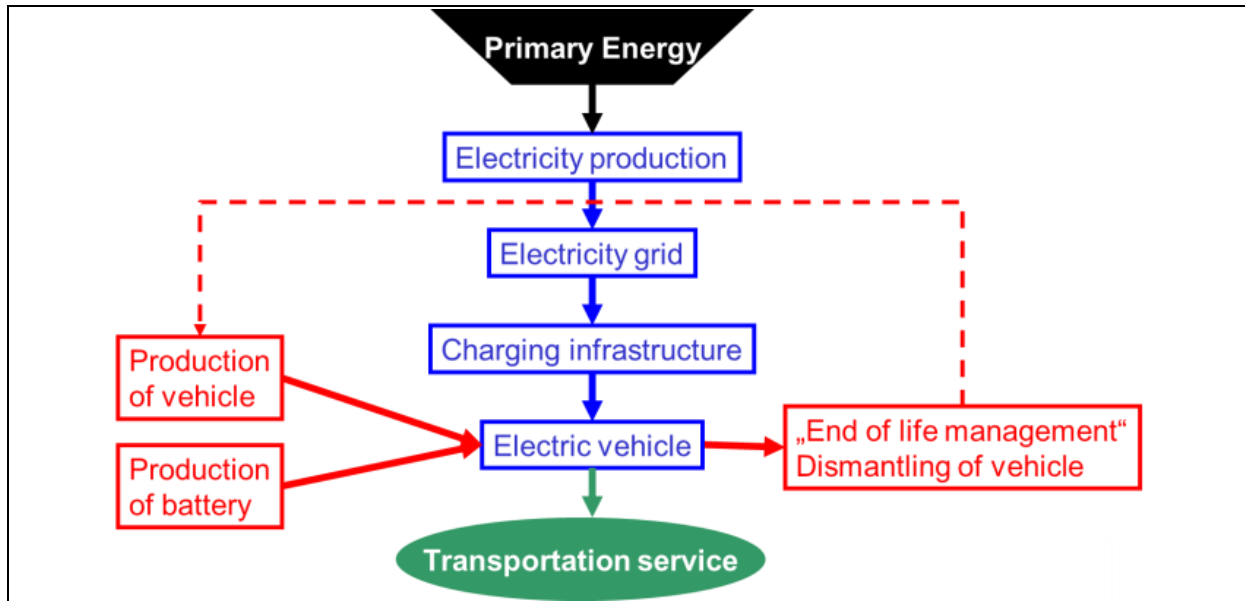 Primary Energy
Electricity production
Electricity grid
Charging infrastructure
Production
of vehicle
Electric vehicle
„End of life management“
Dismantling of vehicle
Production
of battery
Transportation service